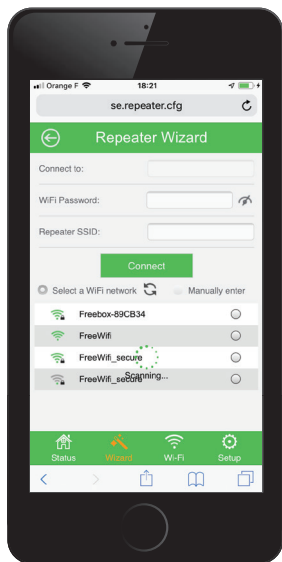 Orange F 18:21
se.repeater.cfg
Repeater Wizard
Connect to:
WiFi Password:
Repeater SSID:
Connect
Select a WiFi network Manually enter
Freebox-89CB34
FreeWifi
FreeWifi_secure
Scanning...
FreeWifi_secure
Status Wizard Wi-Fi Setup